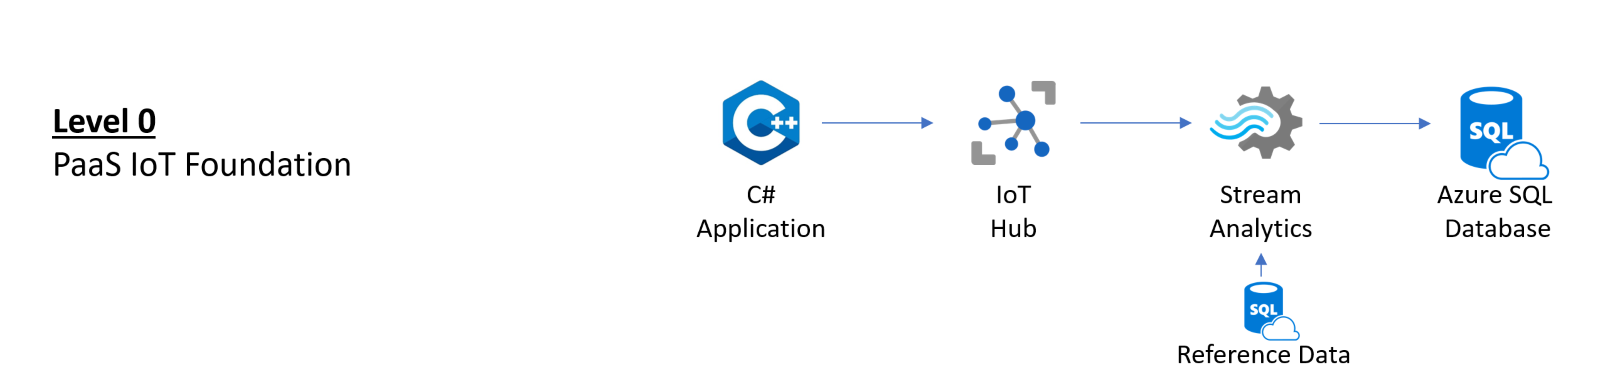 Level 0
PaaS IoT Foundation
C++
SQL
C#
Application
IoT
Hub
Stream
Analytics
Azure SQL
Database
SQL
Reference Data